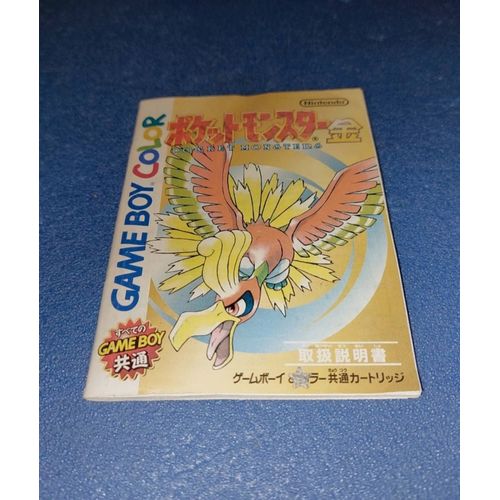 Nintendo
ポケットモンスター金
POCKET MONSTERS
GAME BOY COLOR
すべての
GAME BOY
共通
取扱説明書
ゲームボーイ&カラー共通カートリッジ